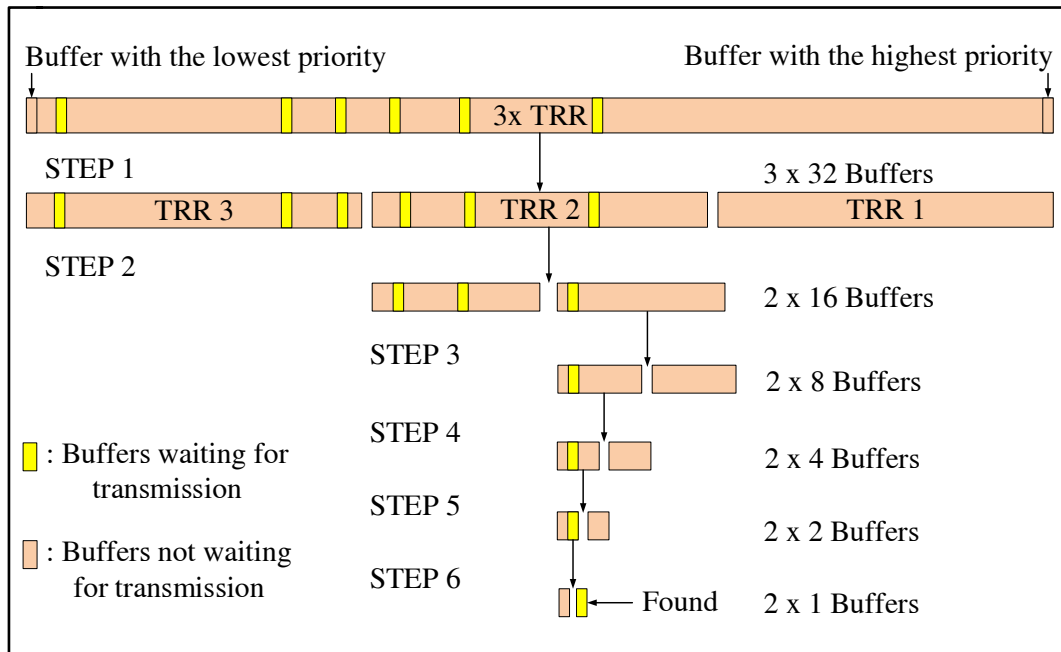 Buffer with the lowest priority
Buffer with the highest priority
3x TRR
STEP 1
3 x 32 Buffers
TRR 3
TRR 2
TRR 1
STEP 2
2 x 16 Buffers
STEP 3
2 x 8 Buffers
STEP 4
2 x 4 Buffers
: Buffers waiting for
transmission
STEP 5
2 x 2 Buffers
: Buffers not waiting
for transmission
STEP 6
Found
2 x 1 Buffers